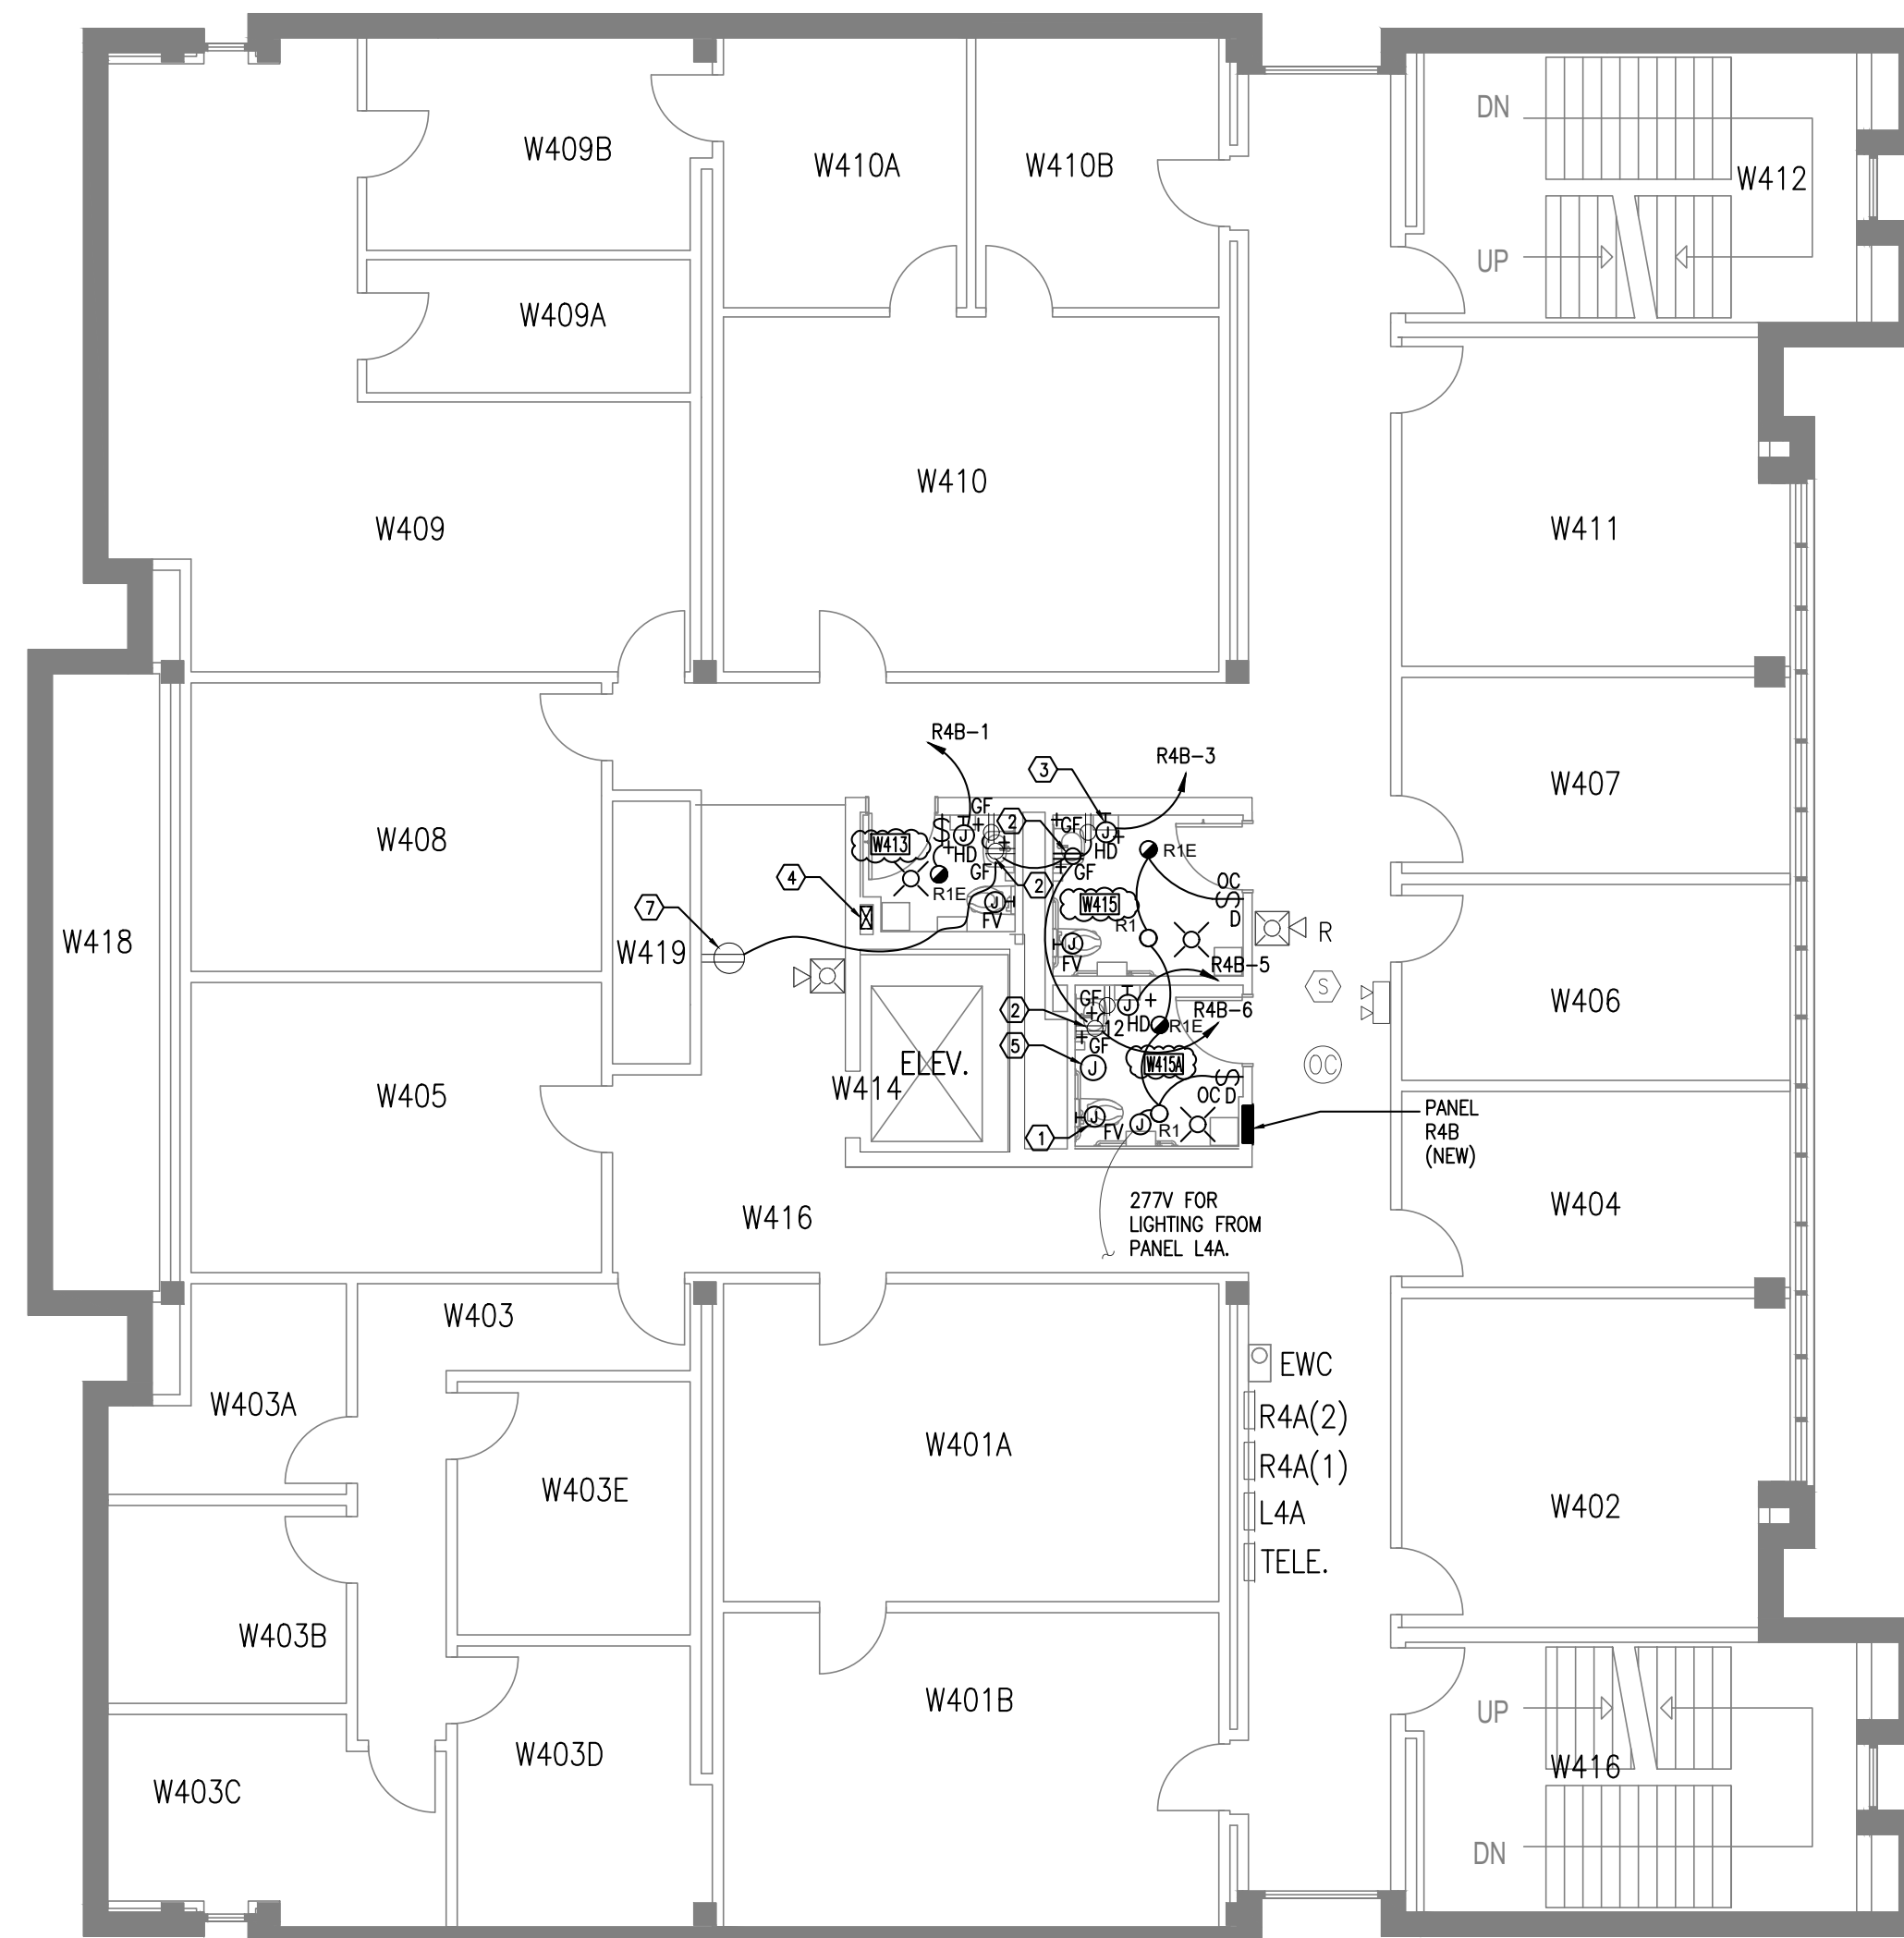 DN
W409B
W410A
W410B
W412
UP
W409A
W410
W409
W411
R4B-1
R4B-3
3
W407
GF
2
GF
W408
W413
J
HD
J
HD
R1E
GF
GF
R1E
4
2
OC
7
J
FV
W415
D
R1
R
W418
W419
J
FV
R4B-5
S
GF
J
W406
2
12
HD
R1E
R4B-6
5
GF
ELEV.
J
W415A
OC
W414
W405
OC D
PANEL
R4B
(NEW)
J
FV
J
R1
1
W404
277V FOR
LIGHTING FROM
PANEL L4A.
W416
W403
EWC
W403A
R4A(2)
W401A
R4A(1)
W403E
L4A
W402
TELE.
W403B
W401B
UP
W403D
W416
W403C
DN